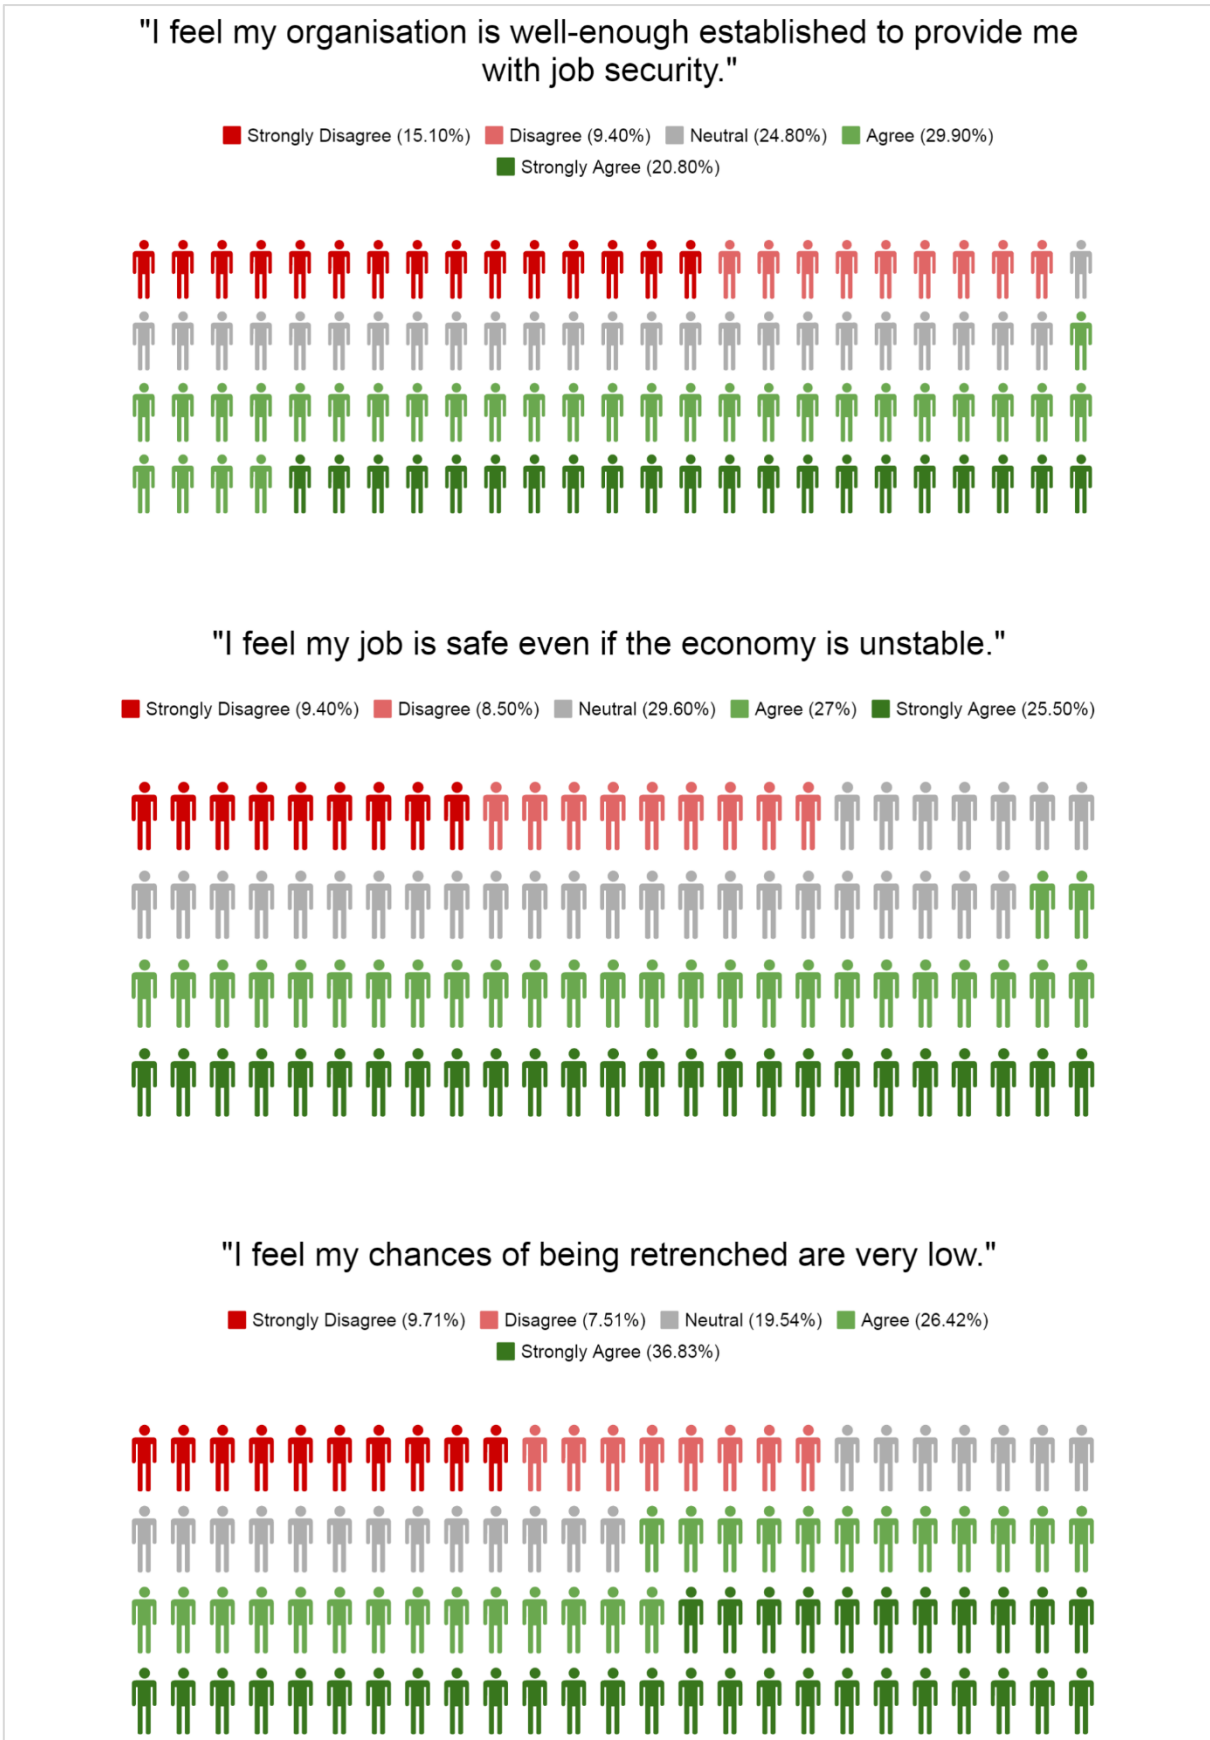 "I feel my organisation is well-enough established to provide me
with job security."
Strongly Disagree (15.10%) Disagree (9.40%) Neutral (24.80%) Agree (29.90%)
Strongly Agree (20.80%)
"I feel my job is safe even if the economy is unstable."
Strongly Disagree (9.40%) Disagree (8.50%) Neutral (29.60%) Agree (27%) Strongly Agree (25.50%)
"I feel my chances of being retrenched are very low."
Strongly Disagree (9.71%) Disagree (7.51%) Neutral (19.54%) Agree (26.42%)
Strongly Agree (36.83%)